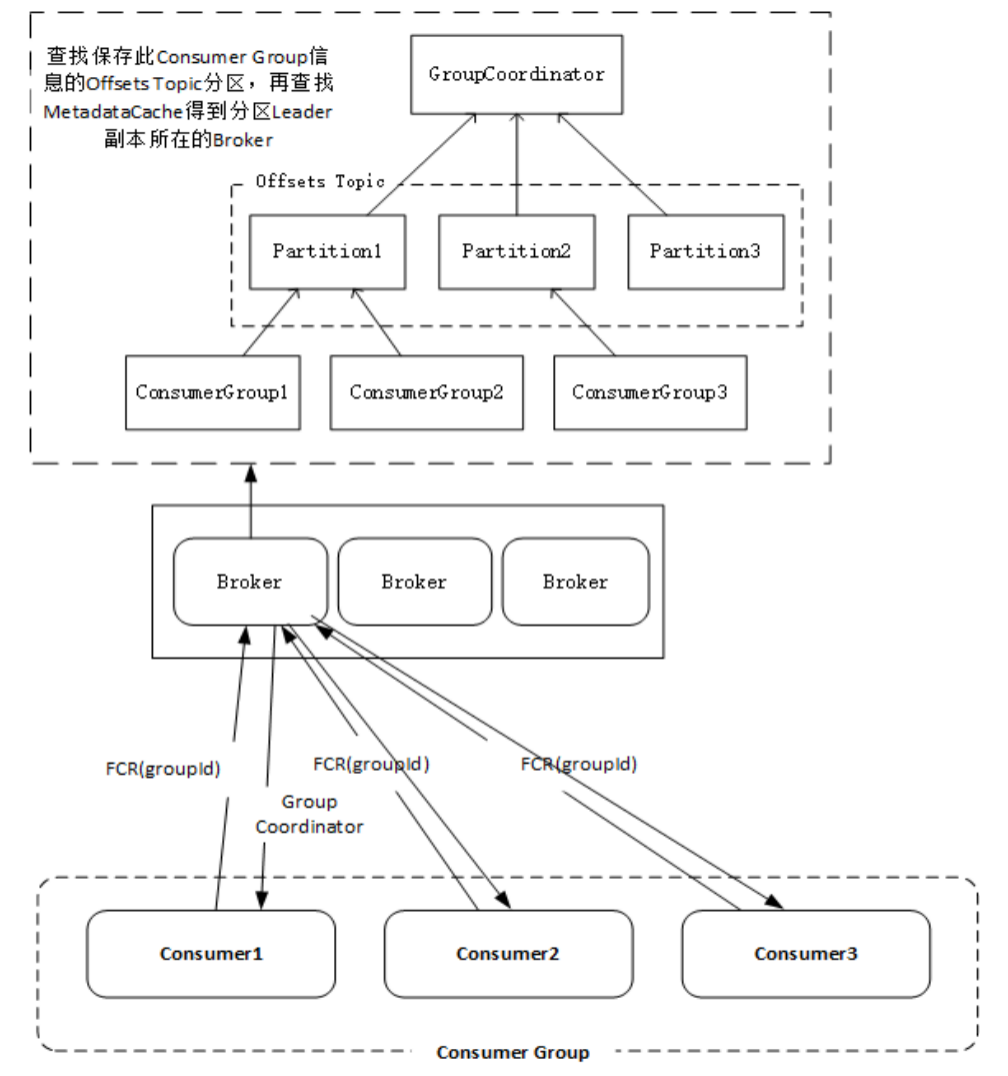 查找保存此Consumer Group信
息的Offsets Topic分区，再查找
MetadataCache得到分区Leader
副本所在的Broker
GroupCoordinator
Offsets Topic
Partition1
Partition2
Partition3
ConsumerGroup1
ConsumerGroup2
ConsumerGroup3
Broker
Broker
Broker
FCR(groupId)
FCR(groupId)
FCR(groupId)
Group
Coordinator
Consumer1
Consumer2
Consumer3
Consumer Group